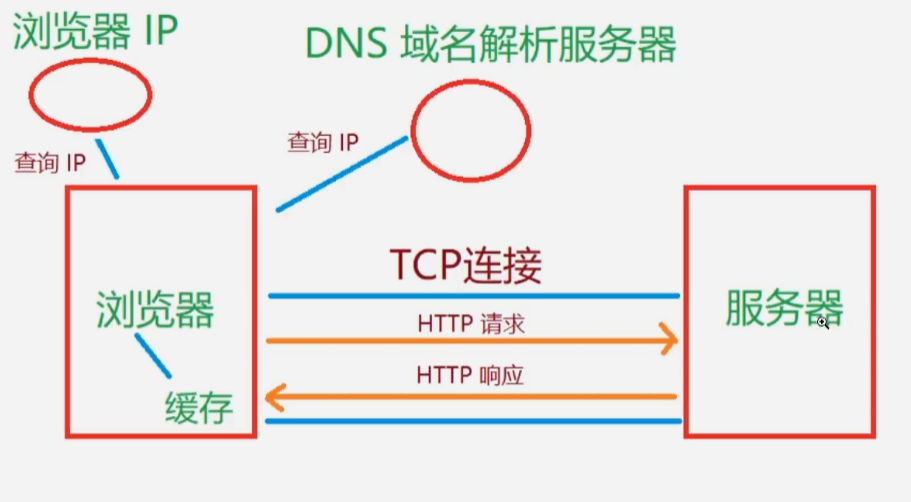 浏览器 IP
DNS 域名解析服务器
查询 IP
查询 IP
TCP连接
浏览器
HTTP 请求
服务器
HTTP 响应
缓存